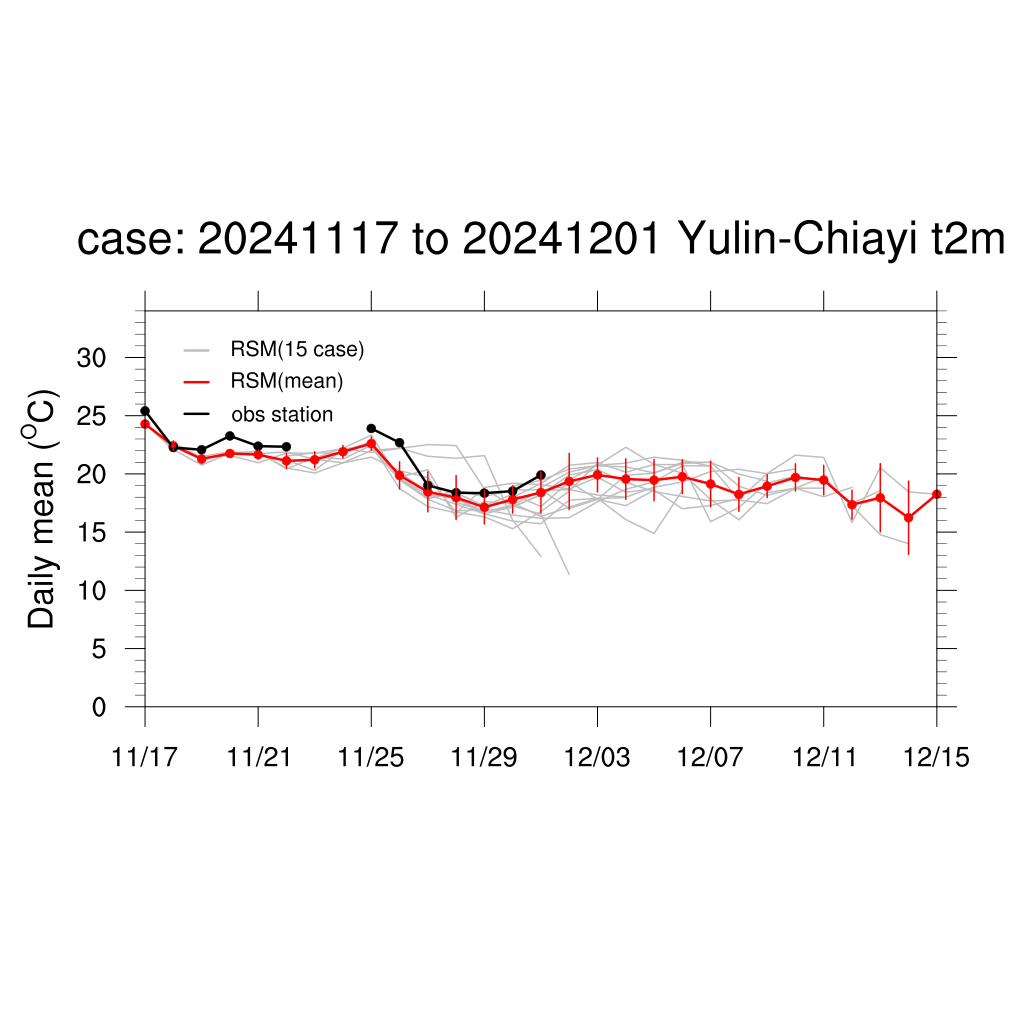 case: 20241117 to 20241201 Yulin-Chiayi t2m
RSM(15 case)
RSM(mean)
obs station
Daily mean (°C)
30
25
20
15
10
5
0
11/17 11/21 11/25 11/29 12/03 12/07 12/11 12/15